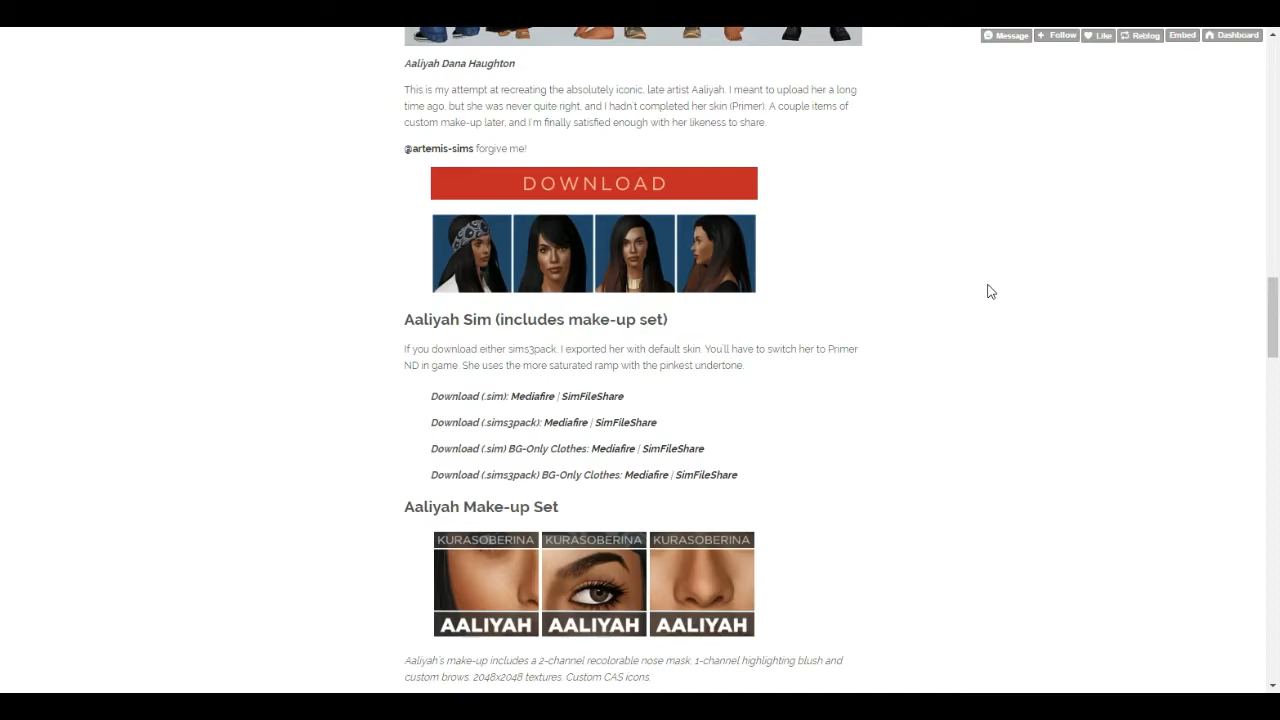 Message Follow Like Reblog Embed Dashboard
Aaliyah Dana Haughton
This is my attempt at recreating the absolutely iconic, late artist Aaliyah. I meant to upload her a long
time ago, but she was never quite right, and I hadn't completed her skin (Primer). A couple items of
custom make-up later, and I'm finally satisfied enough with her likeness to share.
@artemis-sims forgive me!
DOWNLOAD
Aaliyah Sim (includes make-up set)
If you download either sims3pack, I exported her with default skin. You'll have to switch her to Primer
ND in game. She uses the more saturated ramp with the pinkest undertone.
Download (.sim): Mediafire | SimFileShare
Download (.sims3pack): Mediafire | SimFileShare
Download (.sim) BG-Only Clothes: Mediafire | SimFileShare
Download (.sims3pack) BG-Only Clothes: Mediafire | SimFileShare
Aaliyah Make-up Set
KURASOBERINA KURASOBERINA KURASOBERINA
AALIYAH AALIYAH AALIYAH
Aaliyah's make-up includes a 2-channel recolorable nose mask, 1-channel highlighting blush and
custom brows. 2048x2048 textures. Custom CAS icons.